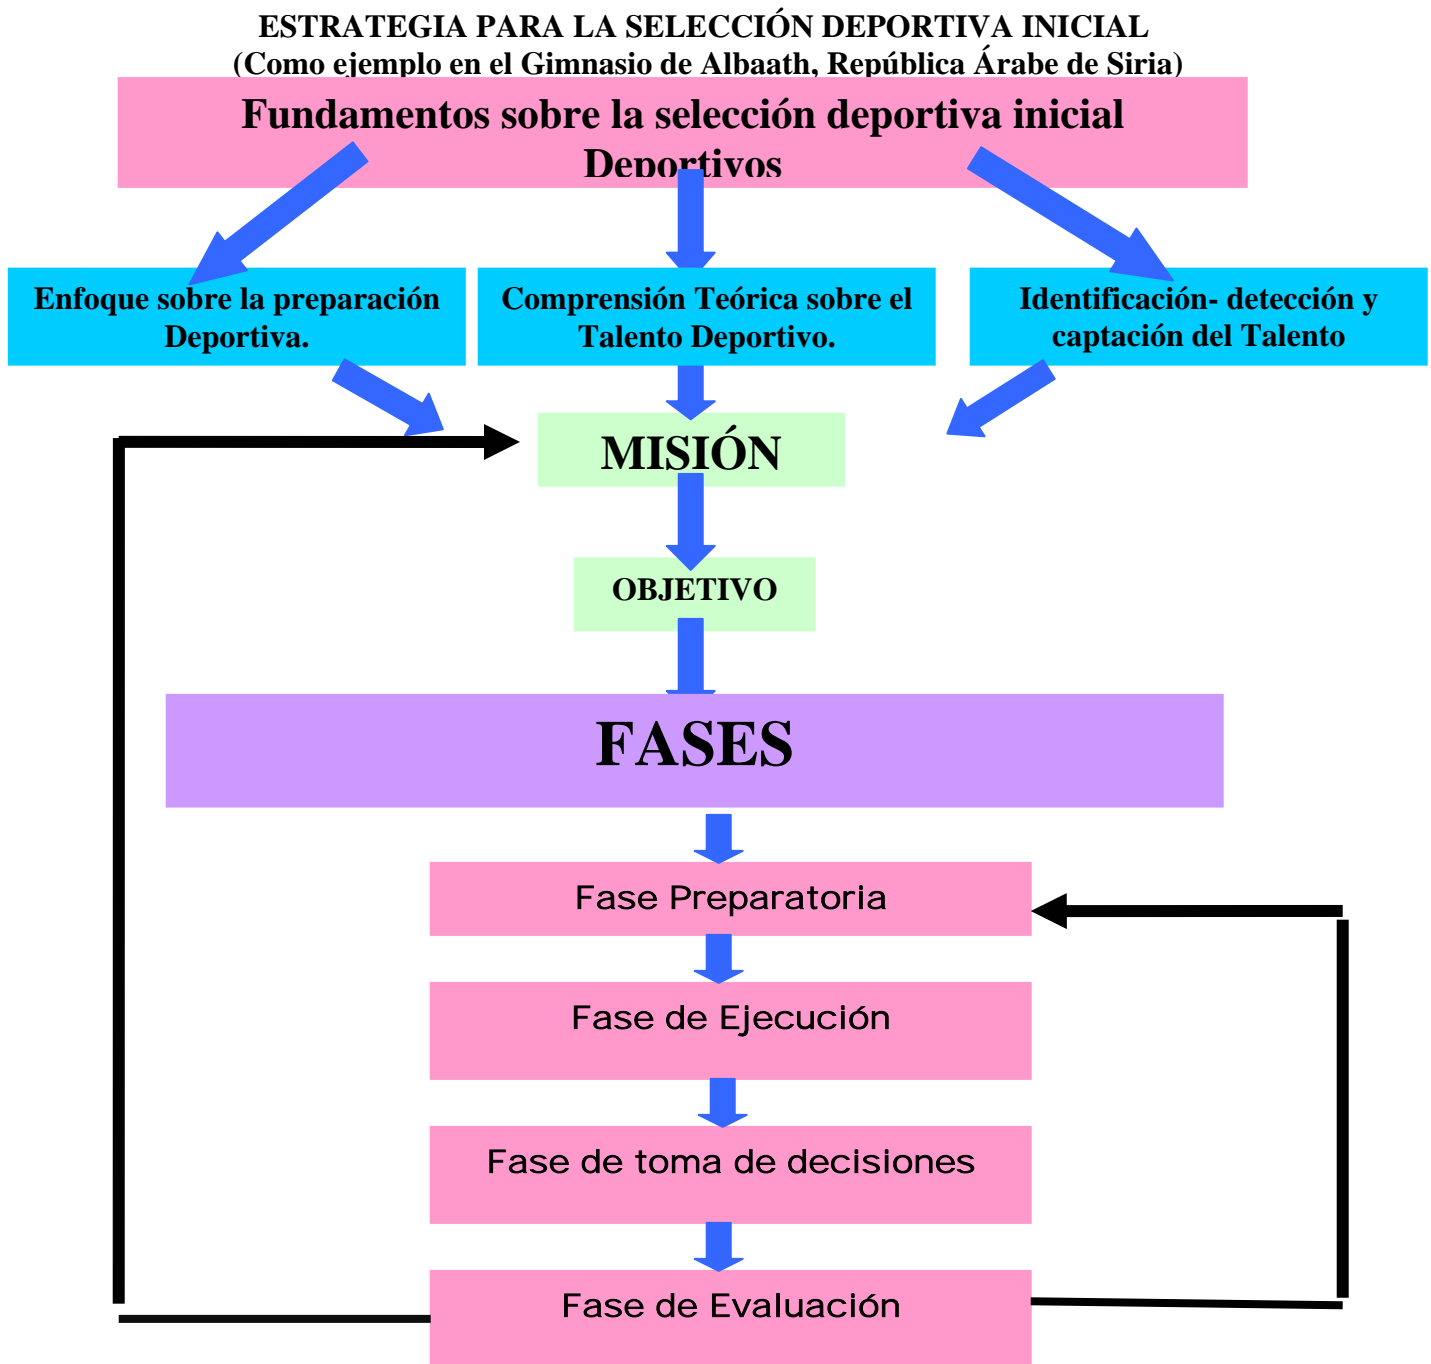 ESTRATEGIA PARA LA SELECCIÓN DEPORTIVA INICIAL
(Como ejemplo en el Gimnasio de Albaath, República Árabe de Siria)
Fundamentos sobre la selección deportiva inicial
Deportivos
Enfoque sobre la preparación
Deportiva.
Comprensión Teórica sobre el
Talento Deportivo.
Identificación- detección y
captación del Talento
MISIÓN
OBJETIVO
FASES
Fase Preparatoria
Fase de Ejecución
Fase de toma de decisiones
Fase de Evaluación